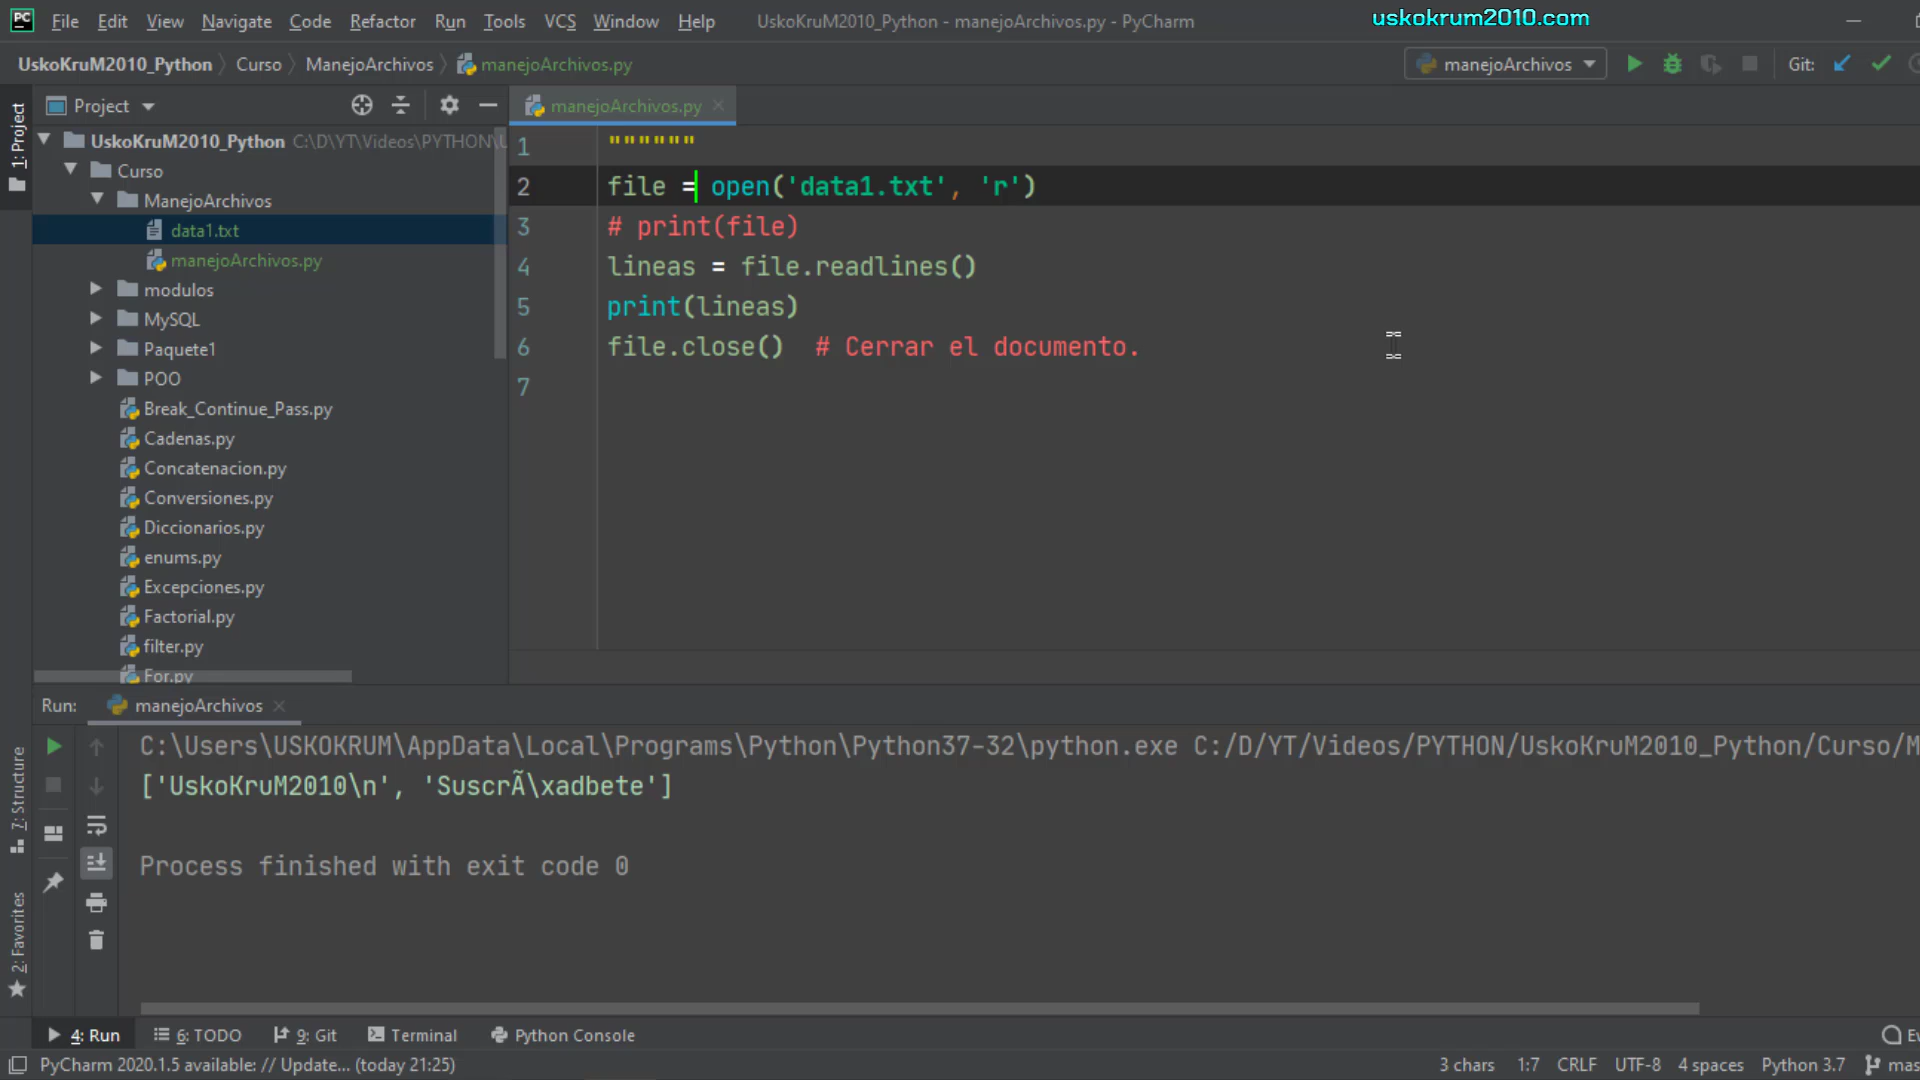 PC File Edit View Navigate Code Refactor Run Tools VCS Window Help UskoKruM2010_Python - manejoArchivos.py - PyCharm uskokrum2010.com
UskoKruM2010_Python Curso ManejoArchivos manejoArchivos.py manejoArchivos Git:
1: Project
Project
UskoKruM2010_Python C:\D\YT\Videos\PYTHON\U
Curso
ManejoArchivos
data1.txt
manejoArchivos.py
modulos
MySQL
Paquete1
POO
Break_Continue_Pass.py
Cadenas.py
Concatenacion.py
Conversiones.py
Diccionarios.py
enums.py
Excepciones.py
Factorial.py
filter.py
For.py
manejoArchivos.py
1 """"""
2 file = open('data1.txt', 'r')
3 # print(file)
4 lineas = file.readlines()
5 print(lineas)
6 file.close()  # Cerrar el documento.
7
Run: manejoArchivos
C:\Users\USKOKRUM\AppData\Local\Programs\Python\Python37-32\python.exe C:/D/YT/Videos/PYTHON/UskoKruM2010_Python/Curso/M
['UskoKruM2010\n', 'SuscrÃ\xadbete']
Process finished with exit code 0
7: Structure
2: Favorites
4: Run 6: TODO 9: Git Terminal Python Console Ev
PyCharm 2020.1.5 available: // Update... (today 21:25) 3 chars 1:7 CRLF UTF-8 4 spaces Python 3.7 mas